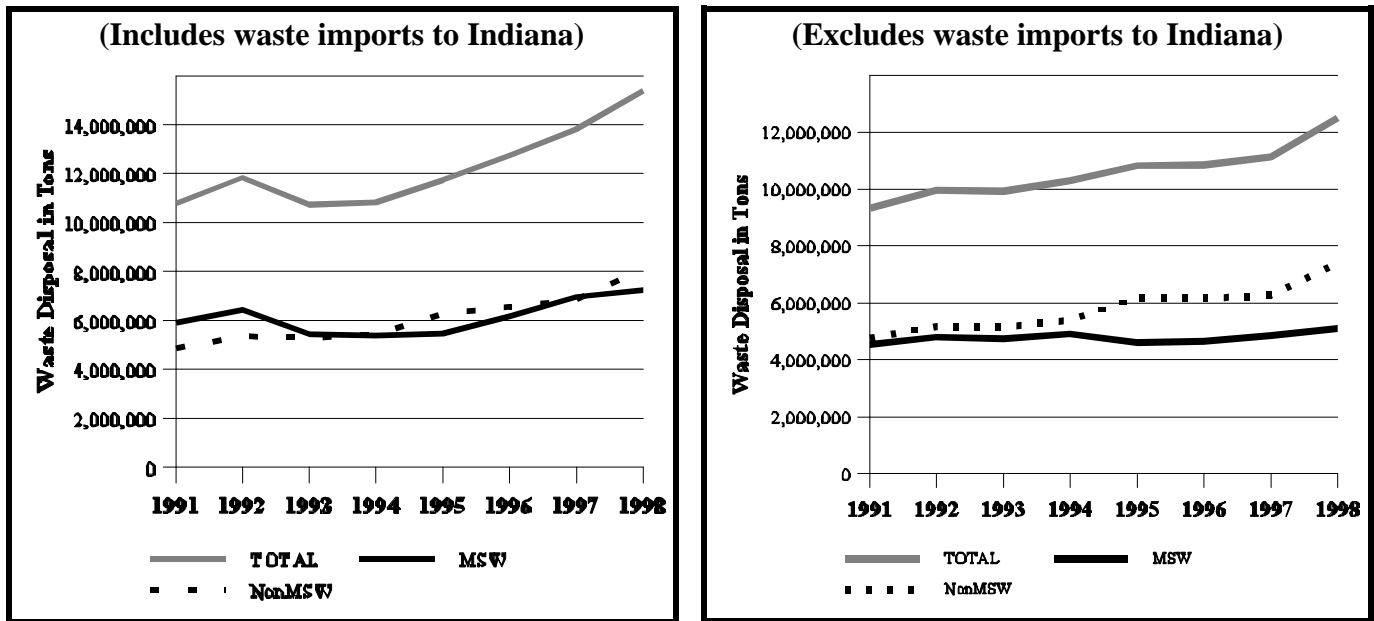 (Includes waste imports to Indiana)
Waste Disposal in Tons
14,000,000
12,000,000
10,000,000
8,000,000
6,000,000
4,000,000
2,000,000
0
1991 1992 1993 1994 1995 1996 1997 1998
TOTAL MSW
NonMSW
(Excludes waste imports to Indiana)
Waste Disposal in Tons
12,000,000
10,000,000
8,000,000
6,000,000
4,000,000
2,000,000
0
1991 1992 1993 1994 1995 1996 1997 1998
TOTAL MSW
NonMSW